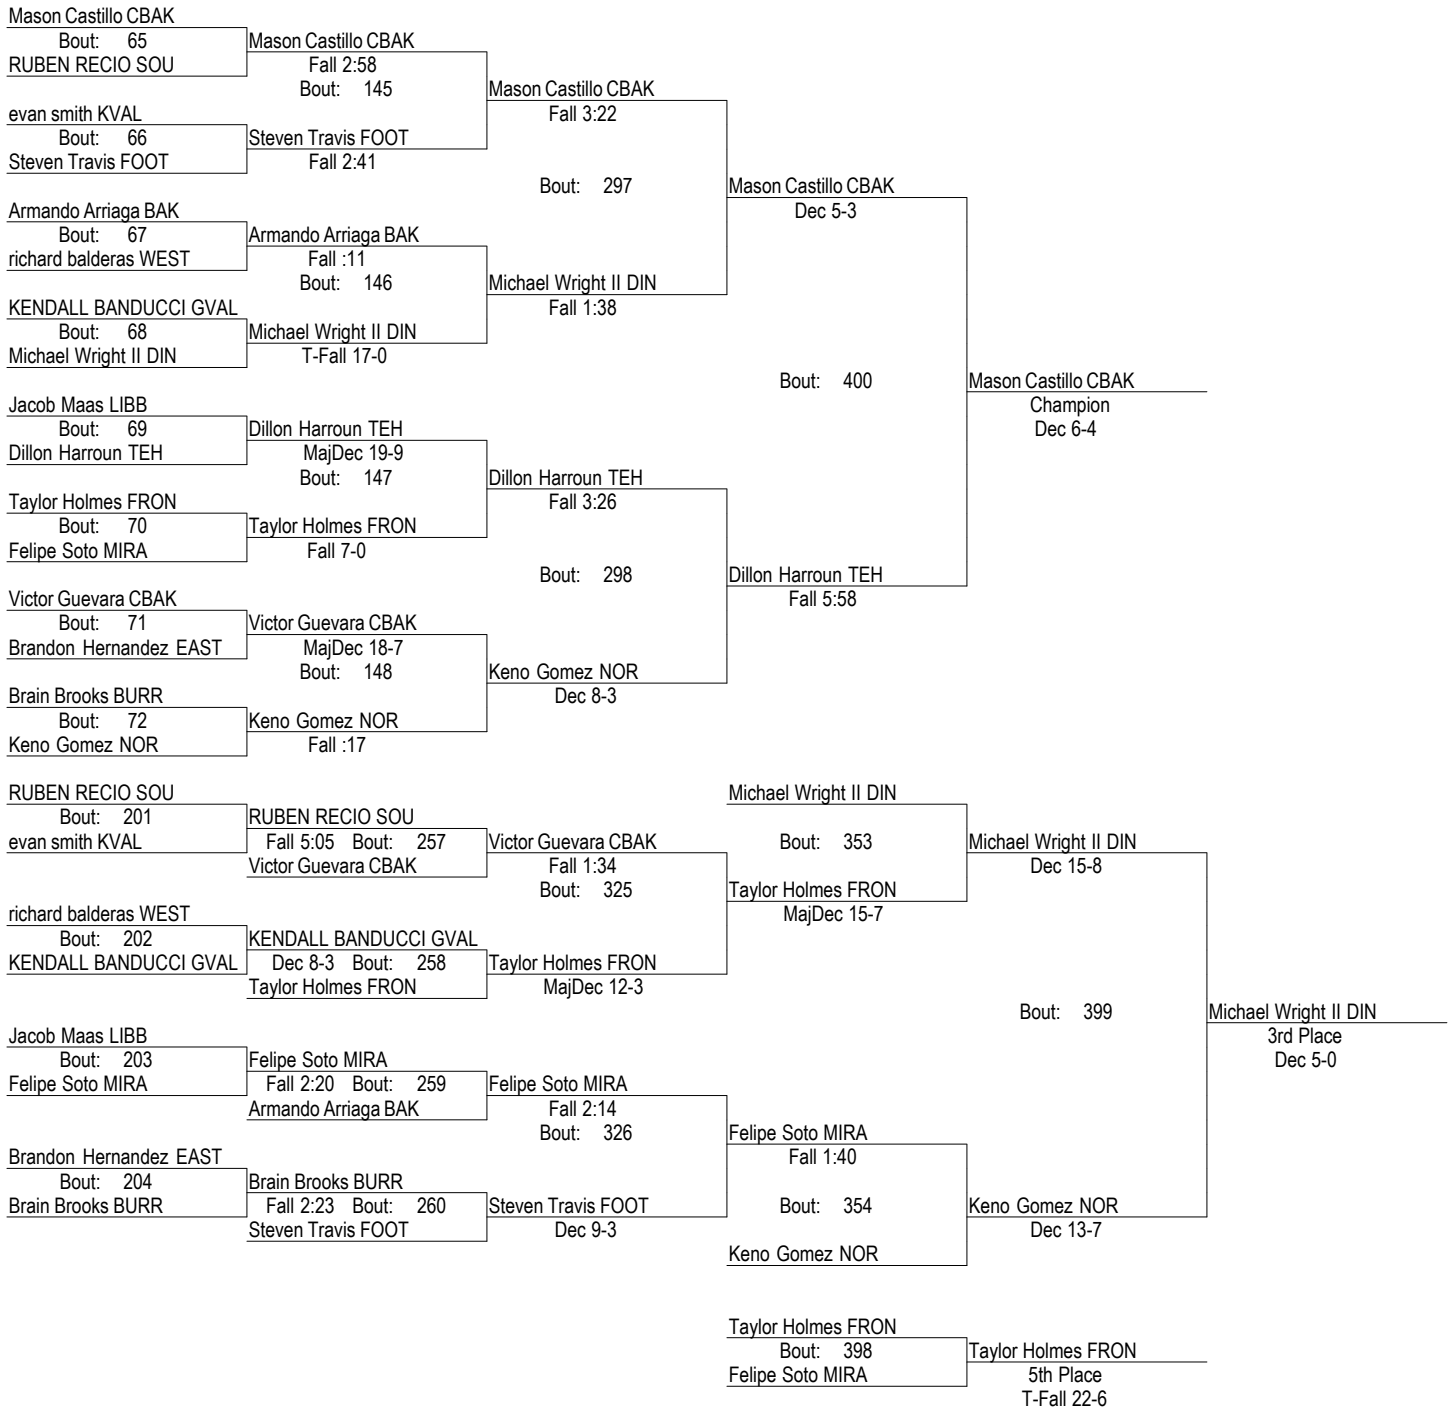 Mason Castillo CBAK
Bout: 65 Mason Castillo CBAK
RUBEN RECIO SOU Fall 2:58
Bout: 145 Mason Castillo CBAK
evan smith KVAL Fall 3:22
Bout: 66 Steven Travis FOOT
Steven Travis FOOT Fall 2:41
Bout: 297 Mason Castillo CBAK
Armando Arriaga BAK Dec 5-3
Bout: 67 Armando Arriaga BAK
richard balderas WEST Fall :11
Bout: 146 Michael Wright II DIN
KENDALL BANDUCCI GVAL Fall 1:38
Bout: 68 Michael Wright II DIN
Michael Wright II DIN T-Fall 17-0
Bout: 400 Mason Castillo CBAK
Jacob Maas LIBB Champion
Bout: 69 Dillon Harroun TEH Dec 6-4
Dillon Harroun TEH MajDec 19-9
Bout: 147 Dillon Harroun TEH
Taylor Holmes FRON Fall 3:26
Bout: 70 Taylor Holmes FRON
Felipe Soto MIRA Fall 7-0
Bout: 298 Dillon Harroun TEH
Victor Guevara CBAK Fall 5:58
Bout: 71 Victor Guevara CBAK
Brandon Hernandez EAST MajDec 18-7
Bout: 148 Keno Gomez NOR
Brain Brooks BURR Dec 8-3
Bout: 72 Keno Gomez NOR
Keno Gomez NOR Fall :17
RUBEN RECIO SOU Michael Wright II DIN
Bout: 201 RUBEN RECIO SOU
evan smith KVAL Fall 5:05 Bout: 257 Victor Guevara CBAK Bout: 353 Michael Wright II DIN
Victor Guevara CBAK Fall 1:34 Dec 15-8
Bout: 325 Taylor Holmes FRON
richard balderas WEST MajDec 15-7
Bout: 202 KENDALL BANDUCCI GVAL
KENDALL BANDUCCI GVAL Dec 8-3 Bout: 258 Taylor Holmes FRON
Taylor Holmes FRON MajDec 12-3
Bout: 399 Michael Wright II DIN
Jacob Maas LIBB 3rd Place
Bout: 203 Felipe Soto MIRA Dec 5-0
Felipe Soto MIRA Fall 2:20 Bout: 259 Felipe Soto MIRA
Armando Arriaga BAK Fall 2:14
Bout: 326 Felipe Soto MIRA
Brandon Hernandez EAST Fall 1:40
Bout: 204 Brain Brooks BURR
Brain Brooks BURR Fall 2:23 Bout: 260 Steven Travis FOOT Bout: 354 Keno Gomez NOR
Steven Travis FOOT Dec 9-3 Dec 13-7
Keno Gomez NOR
Taylor Holmes FRON
Bout: 398 Taylor Holmes FRON
Felipe Soto MIRA 5th Place
T-Fall 22-6